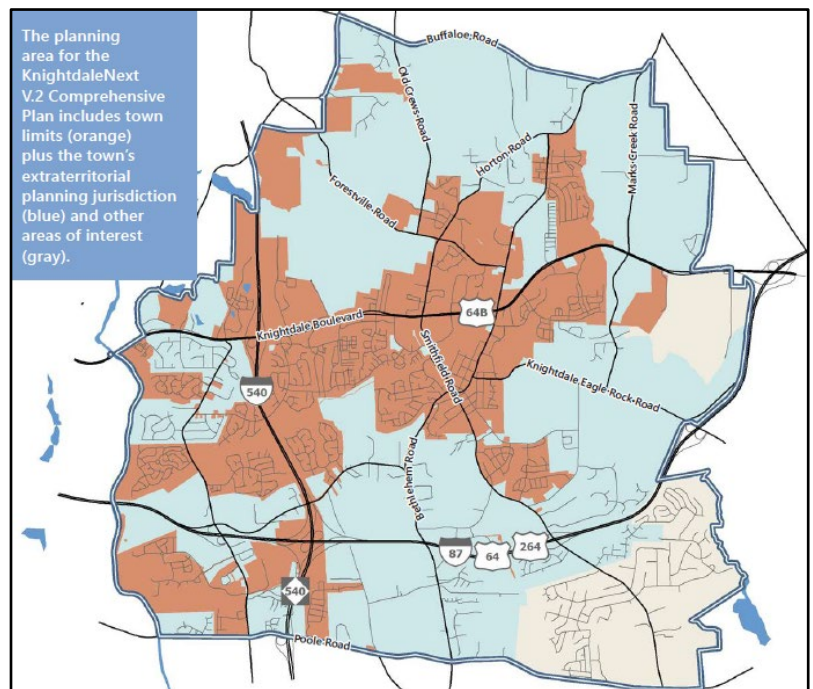 The planning
area for the
KnightdaleNext
V.2 Comprehensive
Plan includes town
limits (orange)
plus the town's
extraterritorial
planning jurisdiction
(blue) and other
areas of interest
(gray).
Buffaloe Road
Old Crews Road
Horton Road
Marks Creek Road
Forestville Road
64B
Knightdale Boulevard
Smithfield Road
Knightdale Eagle Rock Road
540
Bethlehem Road
87
64
264
540
Poole Road